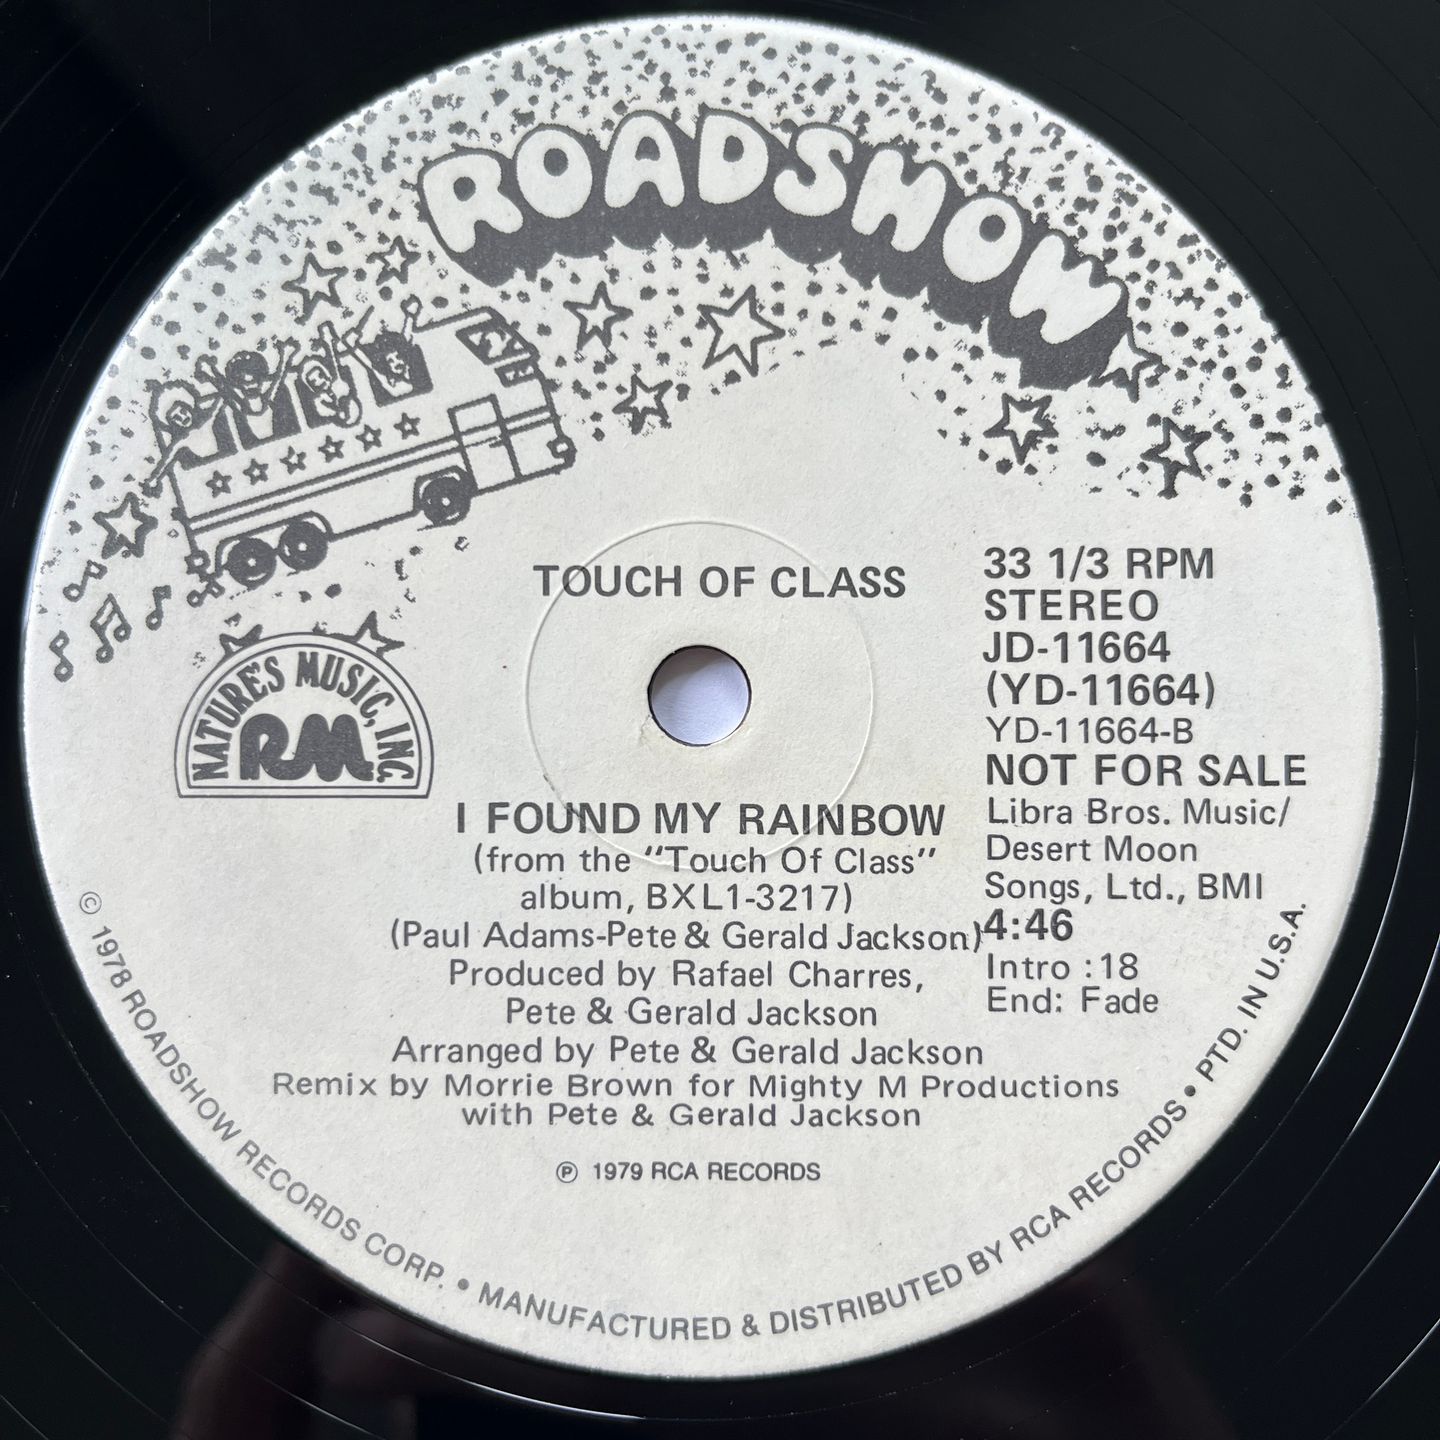 ROADSHOW
NATURE'S MUSIC, INC.
RM
TOUCH OF CLASS
33 1/3 RPM
STEREO
JD-11664
(YD-11664)
YD-11664-B
NOT FOR SALE
Libra Bros. Music/
Desert Moon
Songs, Ltd., BMI
4:46
Intro :18
End: Fade
I FOUND MY RAINBOW
(from the "Touch Of Class"
album, BXL1-3217)
(Paul Adams-Pete & Gerald Jackson)
Produced by Rafael Charres,
Pete & Gerald Jackson
Arranged by Pete & Gerald Jackson
Remix by Morrie Brown for Mighty M Productions
with Pete & Gerald Jackson
℗ 1979 RCA RECORDS
© 1978 ROADSHOW RECORDS CORP. • MANUFACTURED & DISTRIBUTED BY RCA RECORDS • PTD. IN U.S.A.